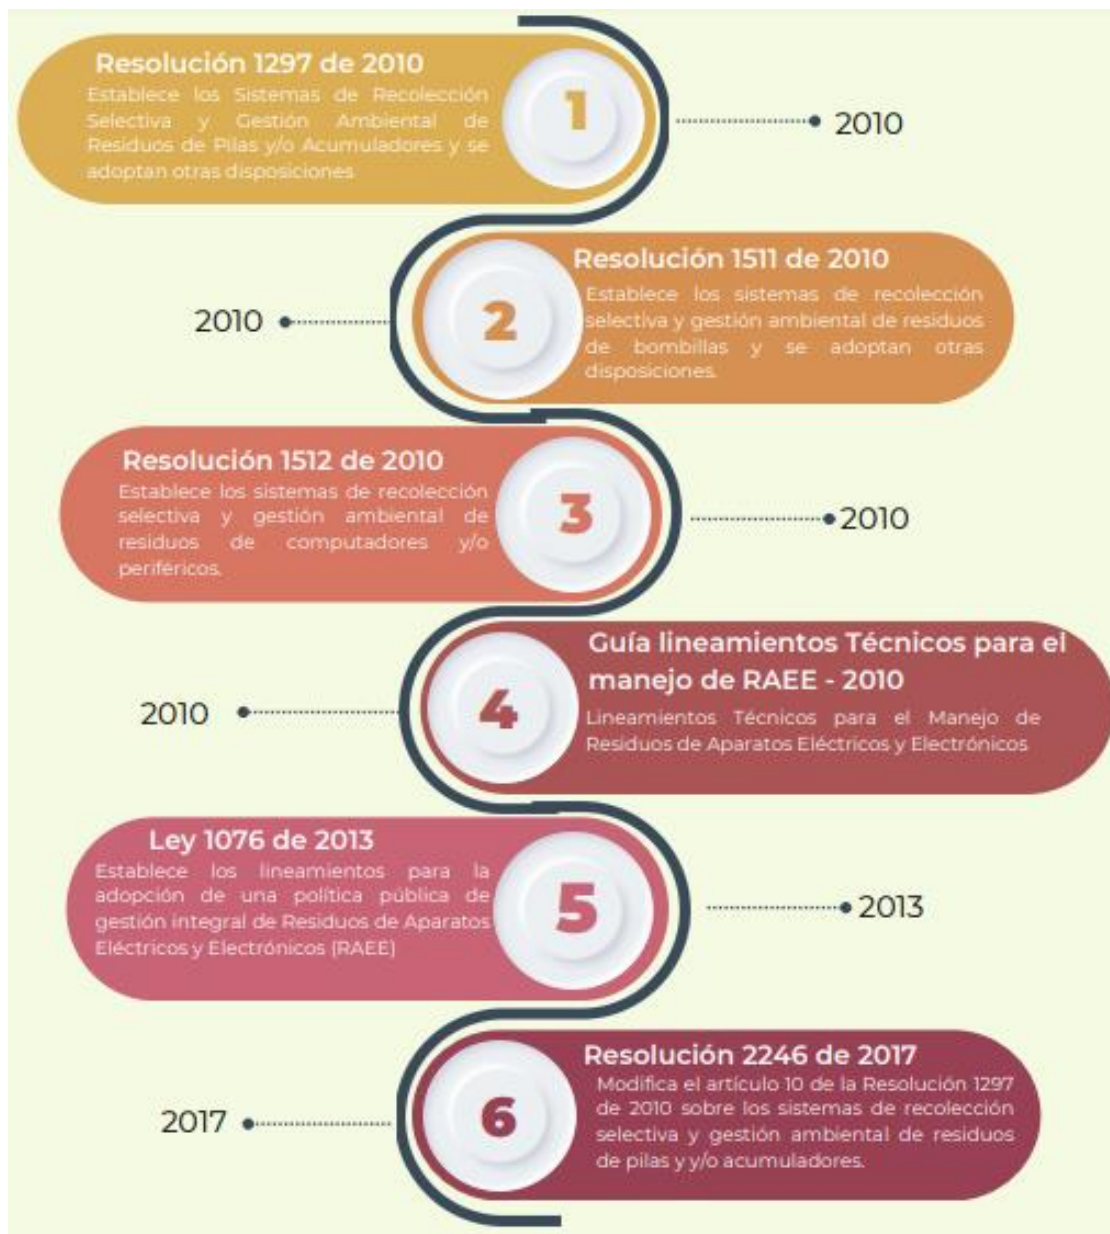 Resolución 1297 de 2010
Establece los Sistemas de Recolección
Selectiva y Gestión Ambiental de
Residuos de Pilas y/o Acumuladores y se
adoptan otras disposiciones
1
2010
Resolución 1511 de 2010
Establece los sistemas de recolección
selectiva y gestión ambiental de residuos
de bombillas y se adoptan otras
disposiciones.
2
2010
Resolución 1512 de 2010
Establece los sistemas de recolección
selectiva y gestión ambiental de
residuos de computadores y/o
periféricos.
3
2010
Guía lineamientos Técnicos para el
manejo de RAEE - 2010
Lineamientos Técnicos para el Manejo de
Residuos de Aparatos Eléctricos y Electrónicos
4
2010
Ley 1076 de 2013
Establece los lineamientos para la
adopción de una política pública de
gestión integral de Residuos de Aparatos
Eléctricos y Electrónicos (RAEE)
5
2013
Resolución 2246 de 2017
Modifica el artículo 10 de la Resolución 1297
de 2010 sobre los sistemas de recolección
selectiva y gestión ambiental de residuos
de pilas y y/o acumuladores.
6
2017